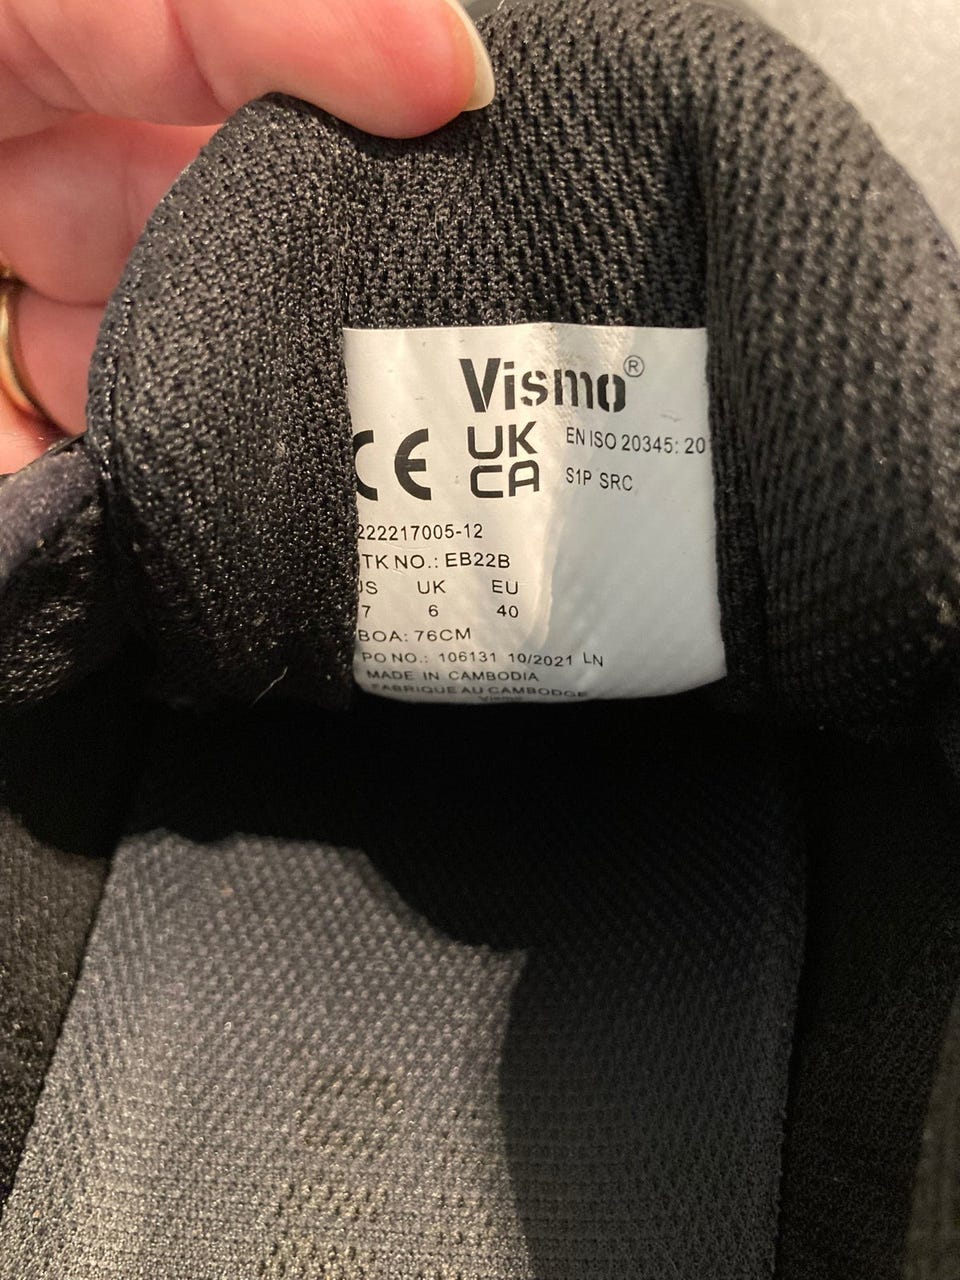 Vismo®
CE UK CA EN ISO 20345: 20
S1P SRC
222217005-12
TK NO.: EB22B
US UK EU
7 6 40
BOA: 76CM
PO NO.: 106131 10/2021 LN
MADE IN CAMBODIA
FABRIQUE AU CAMBODGE
Vismo